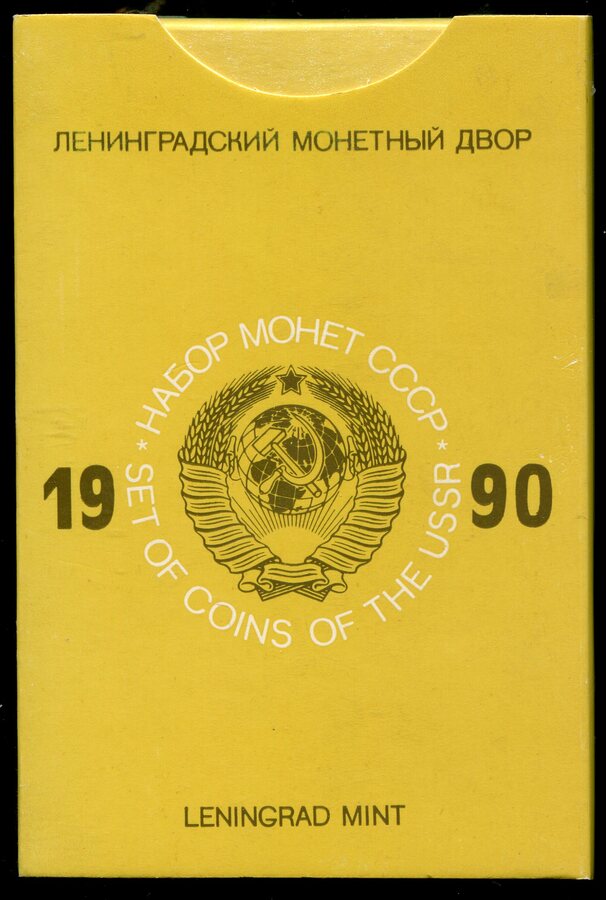 ЛЕНИНГРАДСКИЙ МОНЕТНЫЙ ДВОР
* НАБОР МОНЕТ СССР *
19 90
SET OF COINS OF THE USSR
LENINGRAD MINT